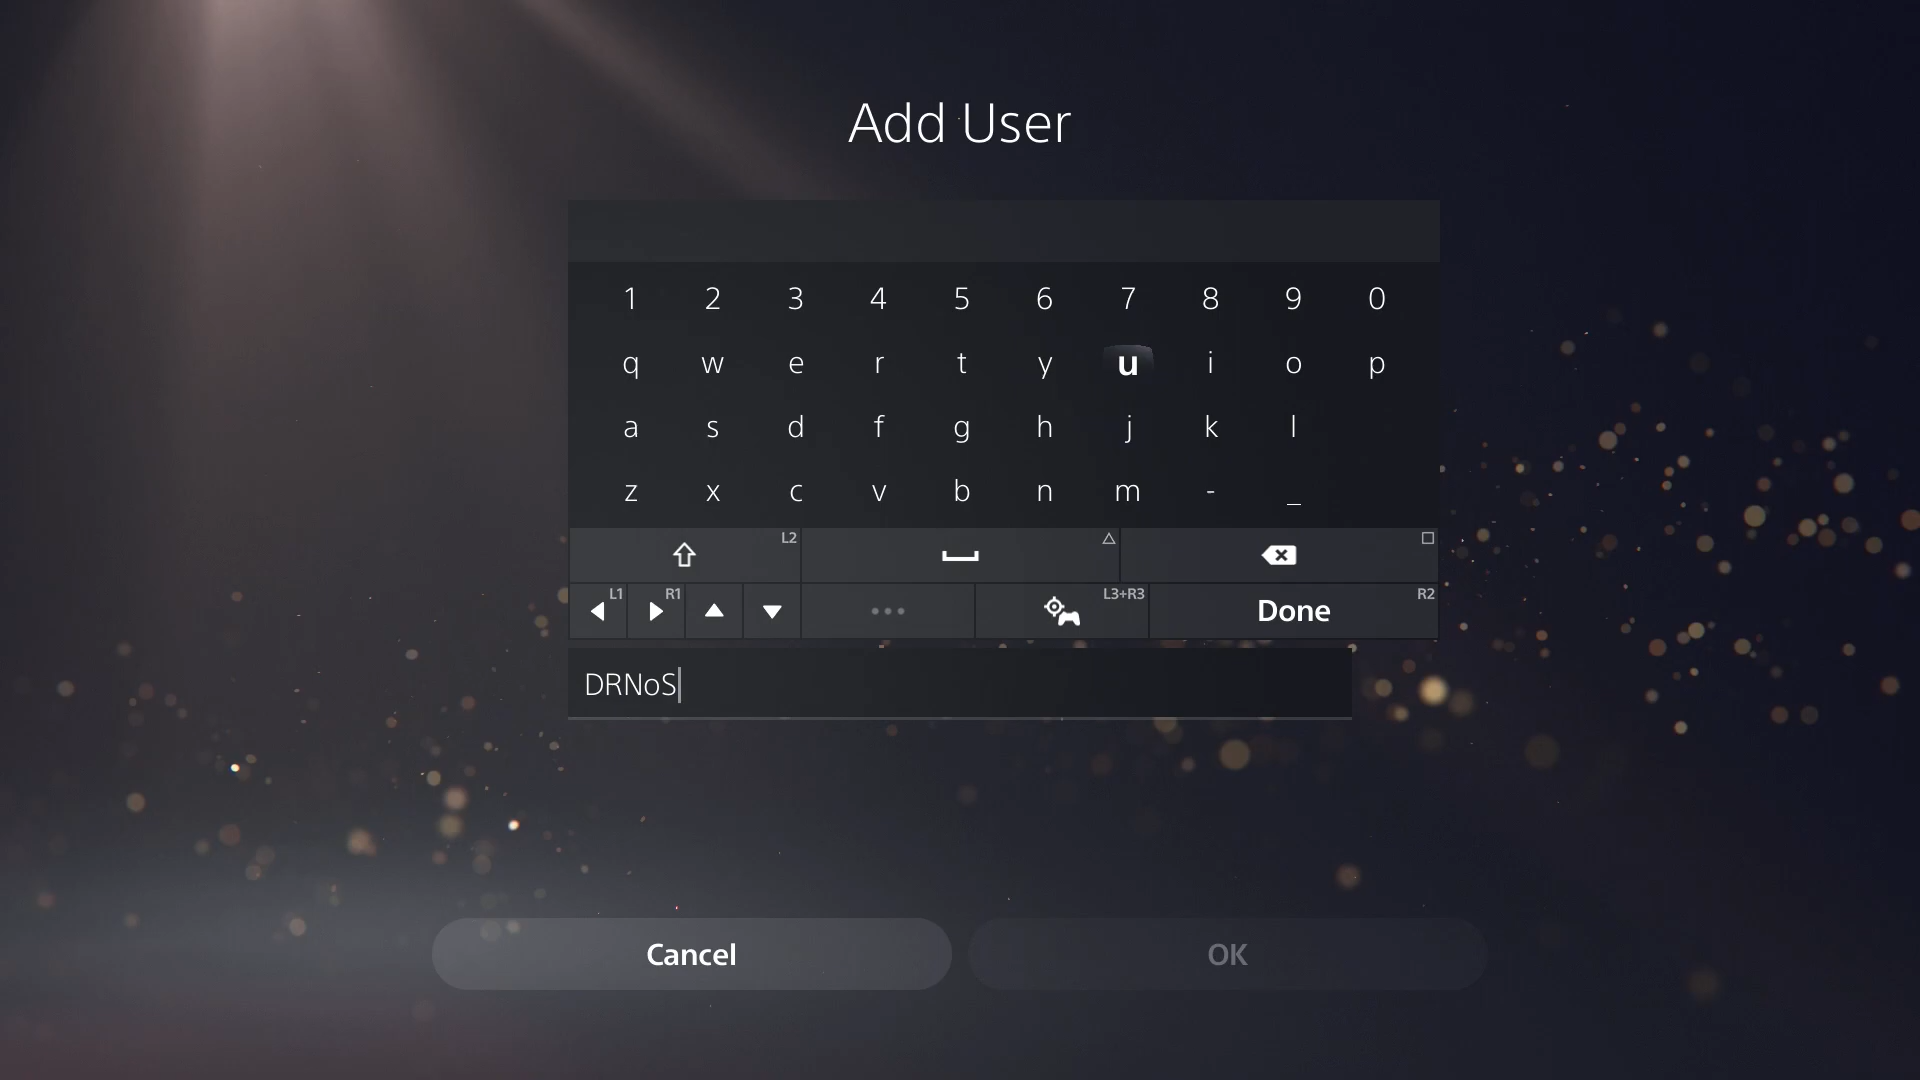 Add User
1 2 3 4 5 6 7 8 9 0
q w e r t y u i o p
a s d f g h j k l
z x c v b n m - _
L2
L1 R1 ... L3+R3 Done R2
DRNoS
Cancel OK